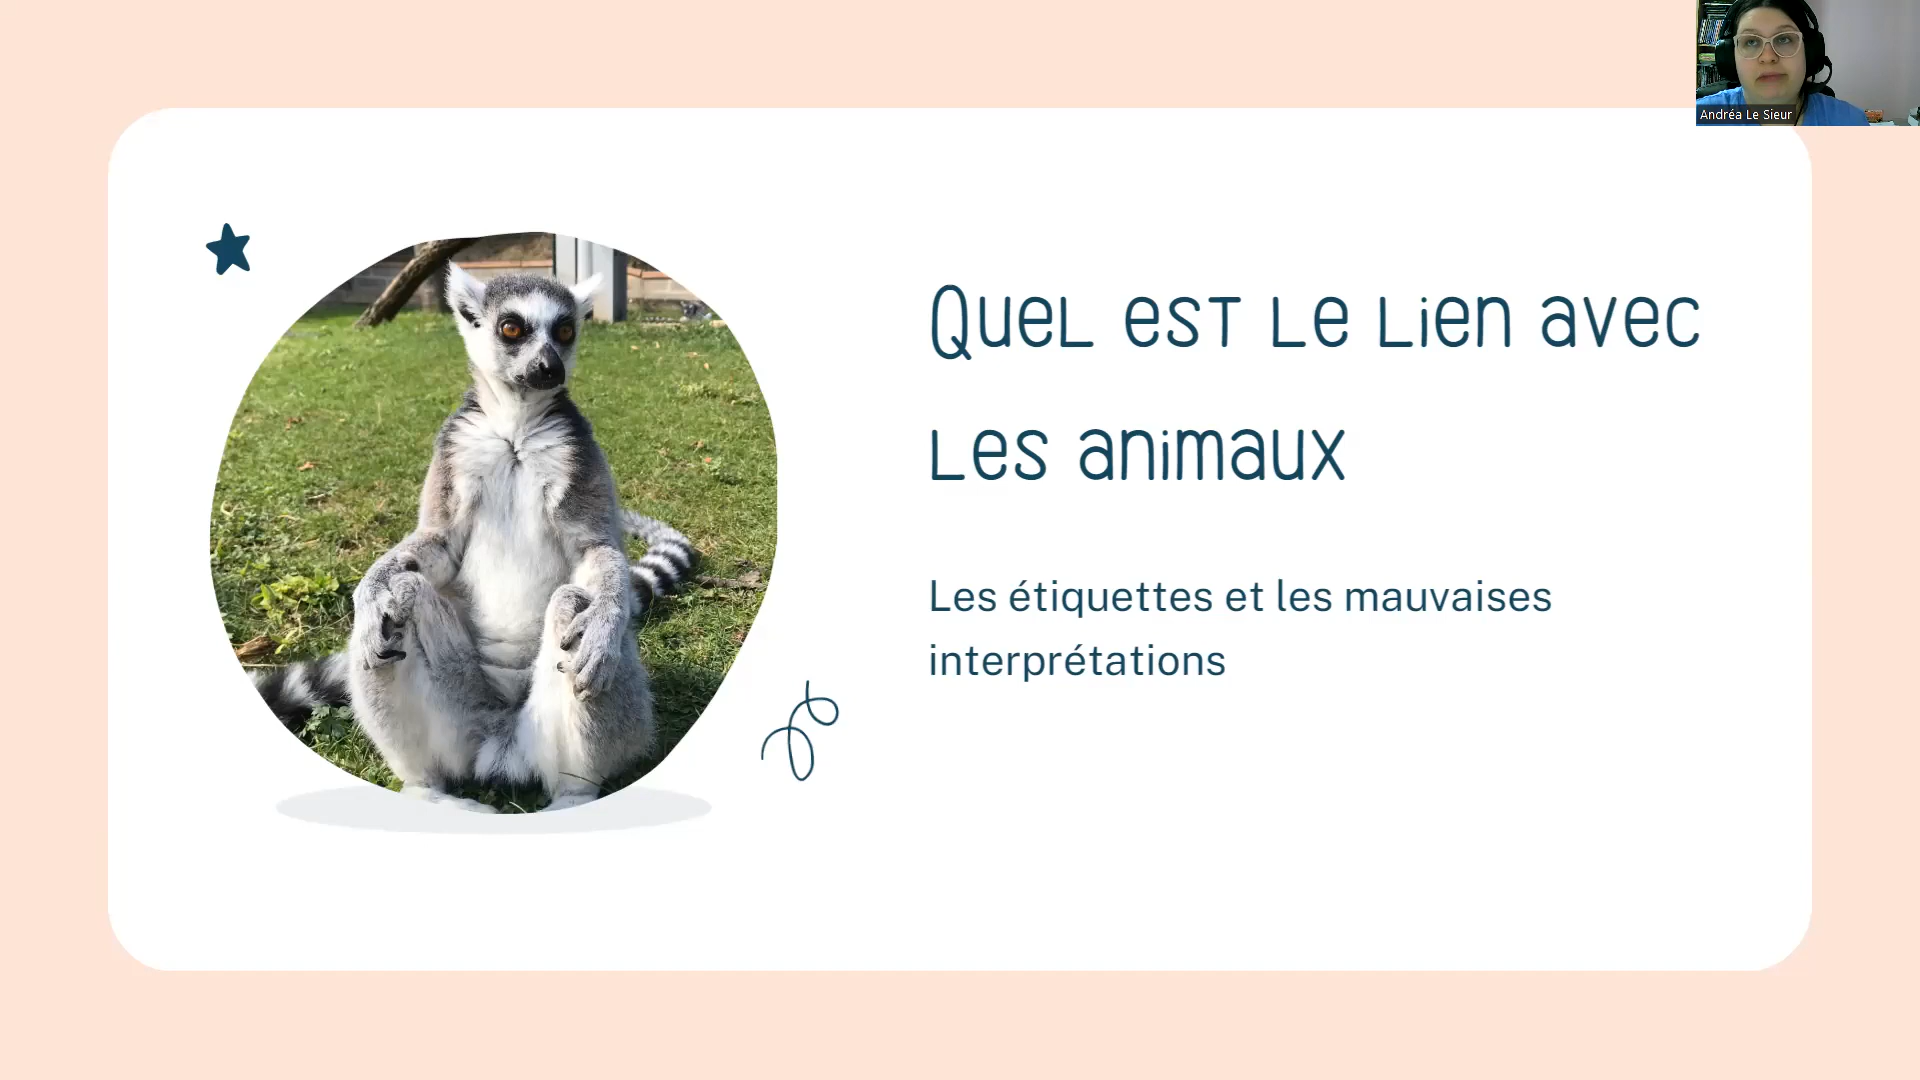 Andréa Le Sieur
Quel est le lien avec
les animaux
Les étiquettes et les mauvaises
interprétations